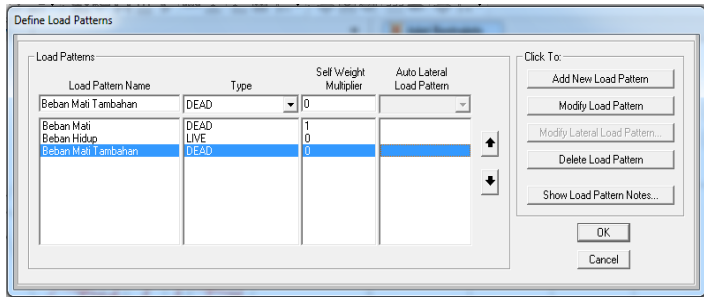 Define Load Patterns
Load Patterns
Click To:
Load Pattern Name
Type
Self Weight Multiplier
Auto Lateral Load Pattern
Beban Mati Tambahan DEAD 0
Beban Mati DEAD 1
Beban Hidup LIVE 0
Beban Mati Tambahan DEAD 0
Add New Load Pattern
Modify Load Pattern
Modify Lateral Load Pattern...
Delete Load Pattern
Show Load Pattern Notes...
OK
Cancel